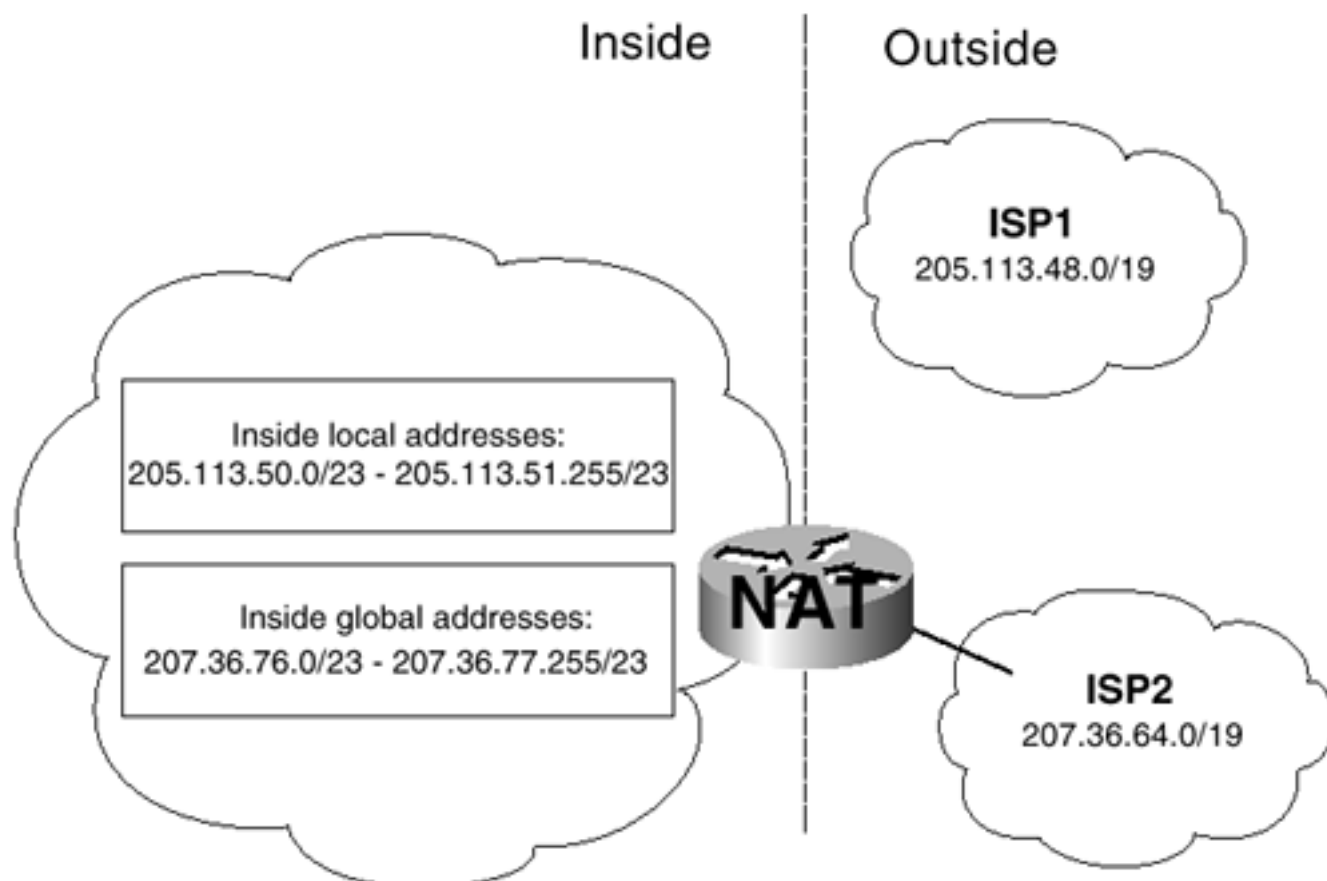 Inside
Outside
ISP1
205.113.48.0/19
Inside local addresses:
205.113.50.0/23 - 205.113.51.255/23
Inside global addresses:
207.36.76.0/23 - 207.36.77.255/23
NAT
ISP2
207.36.64.0/19